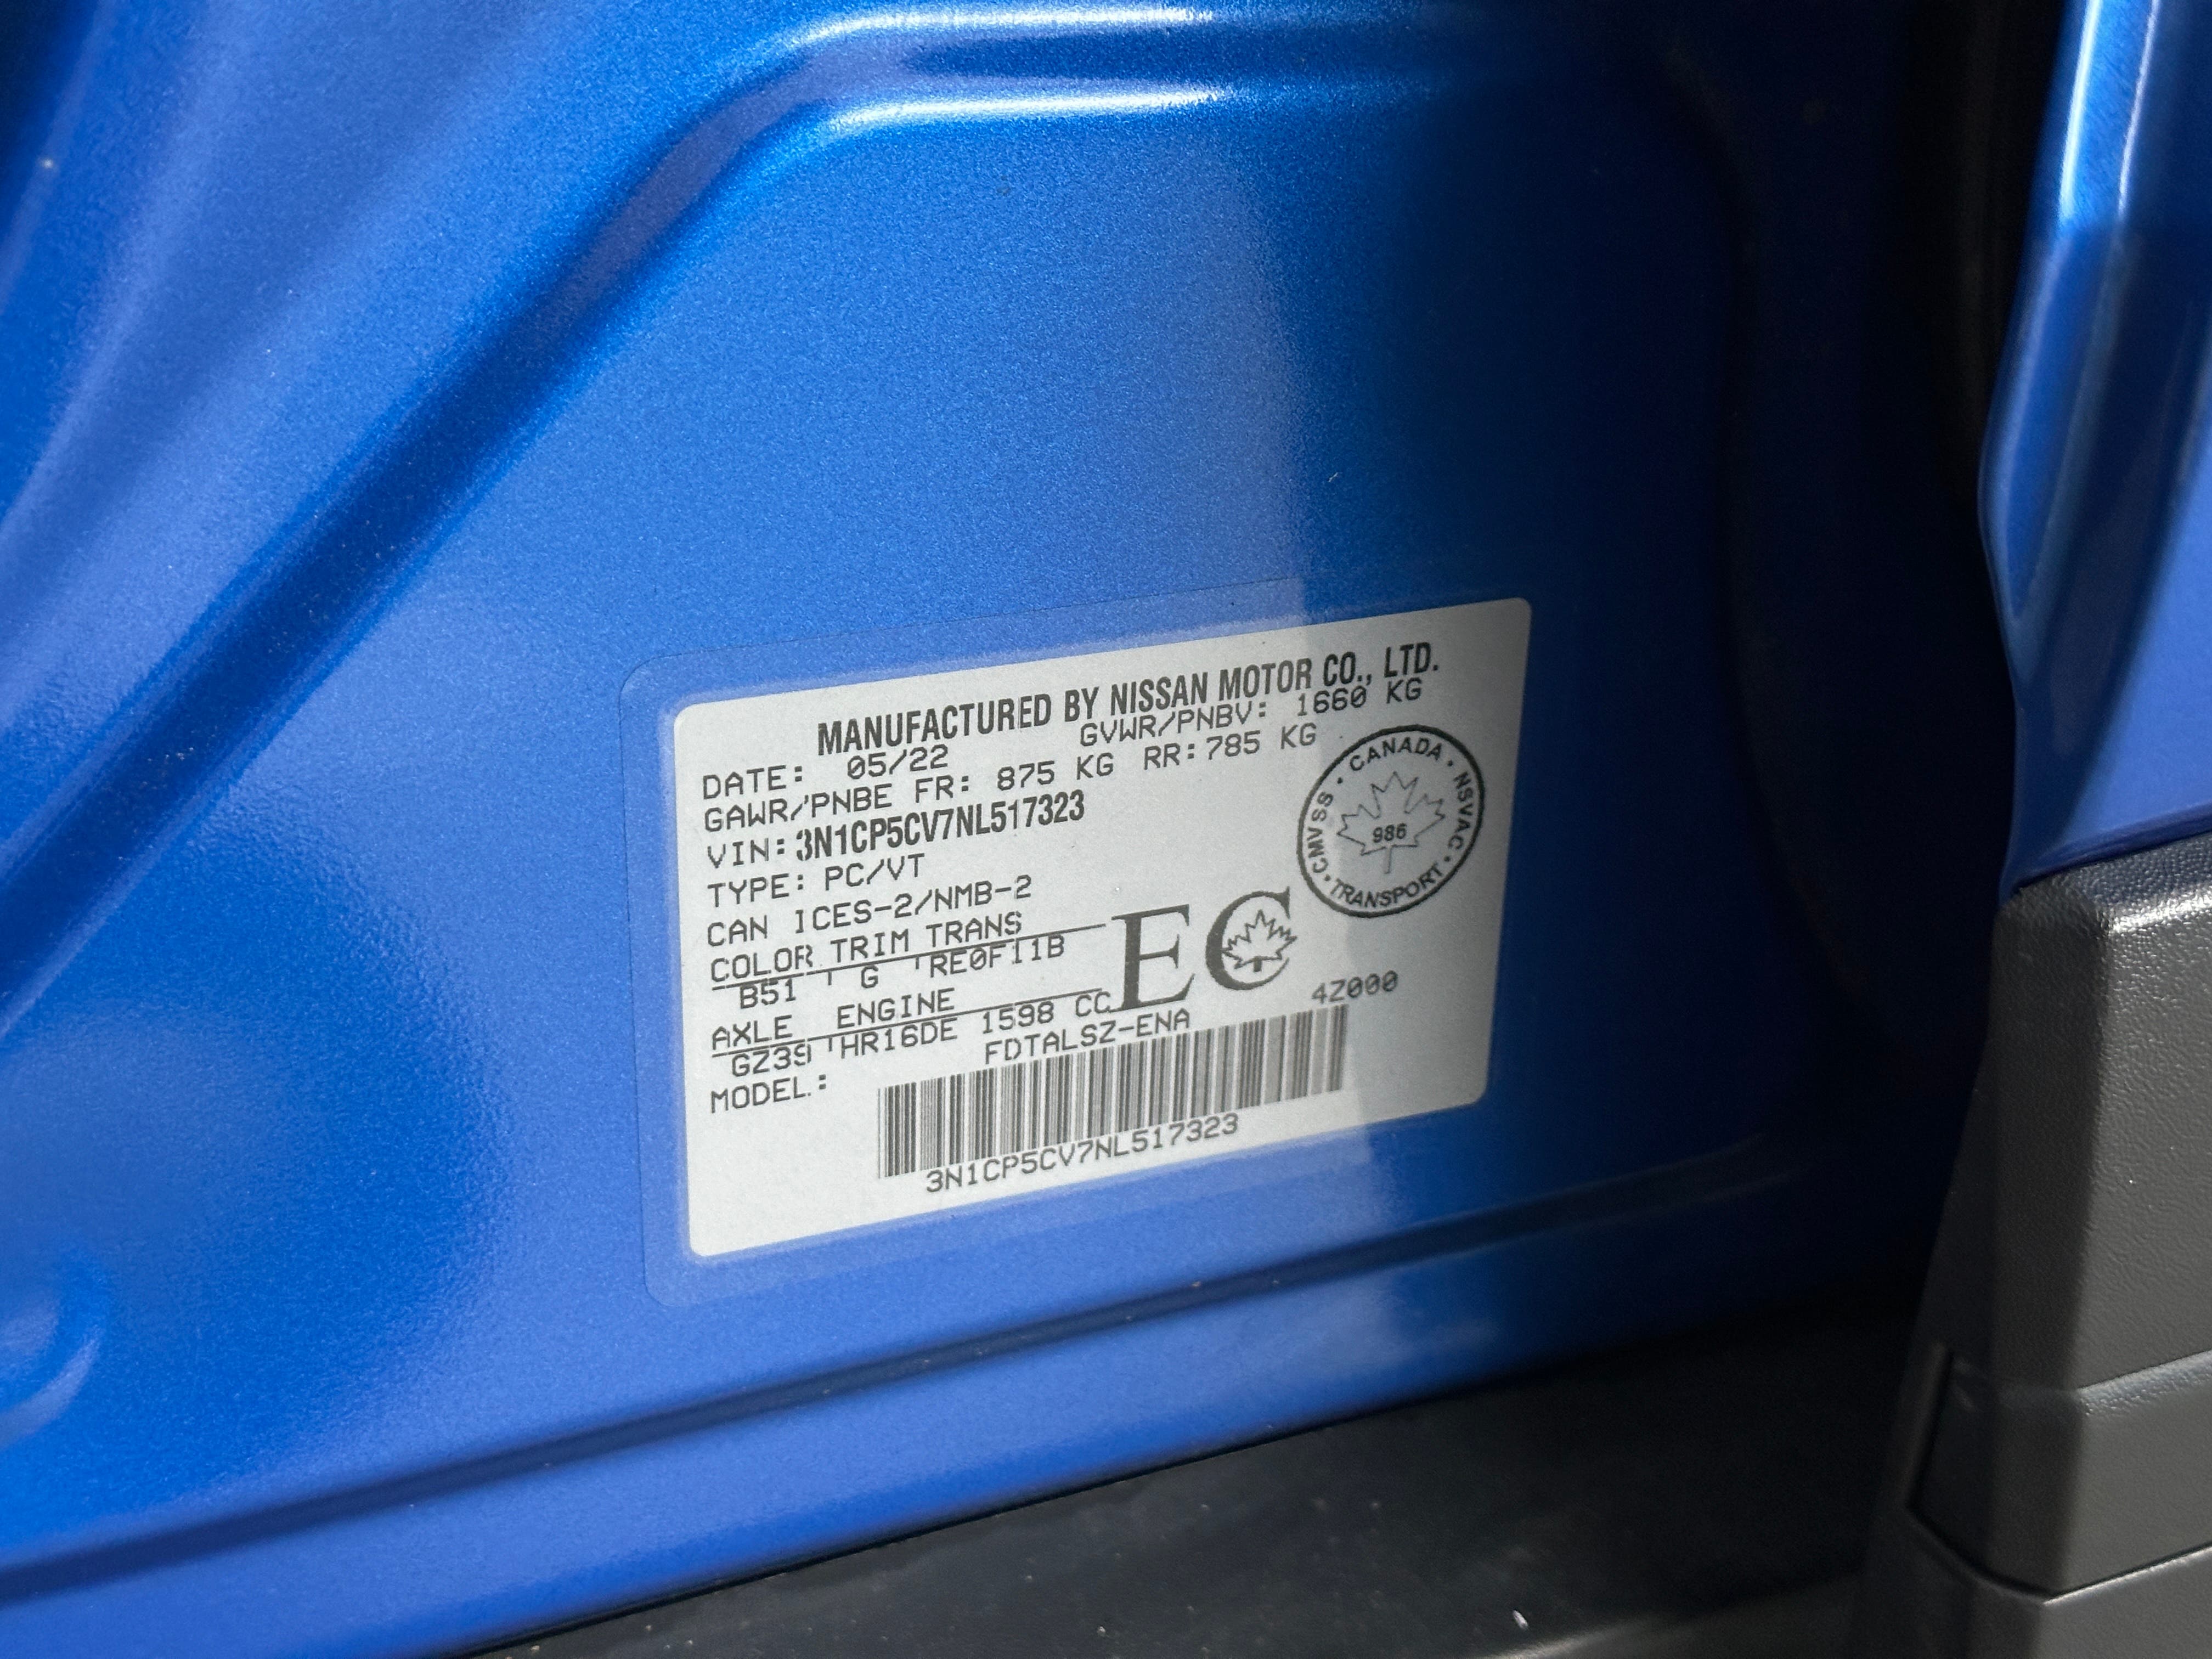 MANUFACTURED BY NISSAN MOTOR CO., LTD.
DATE: 05/22 GVWR/PNBV: 1660 KG
GAWR/PNBE FR: 875 KG RR: 785 KG
VIN: 3N1CP5CV7NL517323
TYPE: PC/VT
CAN ICES-2/NMB-2
COLOR TRIM TRANS
B51 G RE0F11B
AXLE ENGINE
GZ39 HR16DE 1598 CC
MODEL: FDTALSZ-ENA 4Z000
3N1CP5CV7NL517323
EC
CANADA · NSVAC · TRANSPORT · CMVSS ·
986